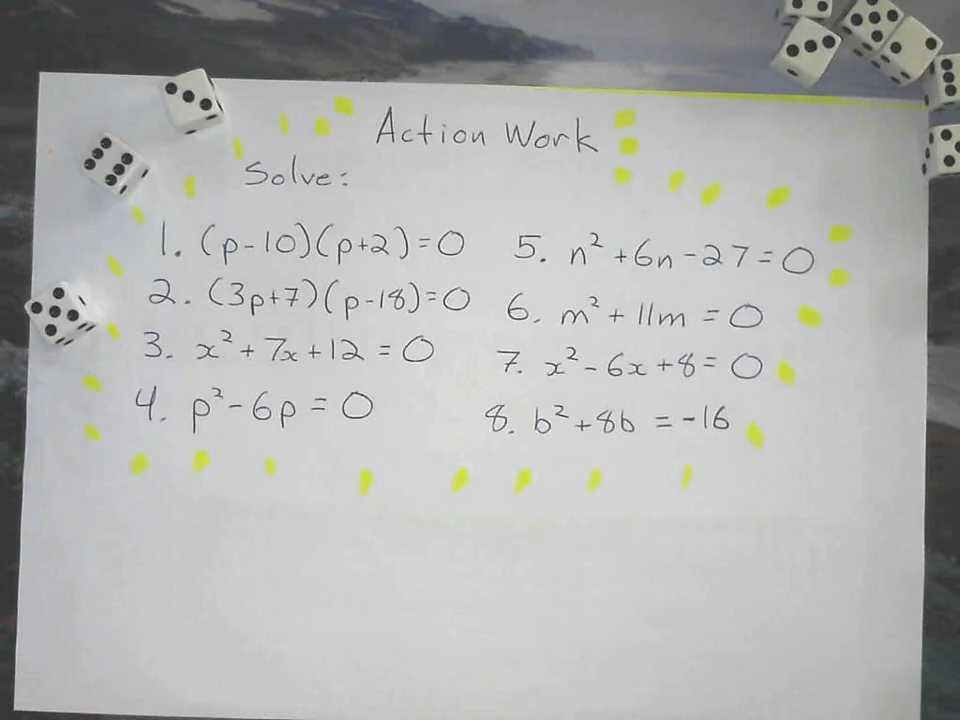 Action Work
Solve:
1. (p-10)(p+2)=0
2. (3p+7)(p-18)=0
3. x²+7x+12=0
4. p²-6p=0
5. n²+6n-27=0
6. m²+11m=0
7. x²-6x+8=0
8. b²+8b=-16